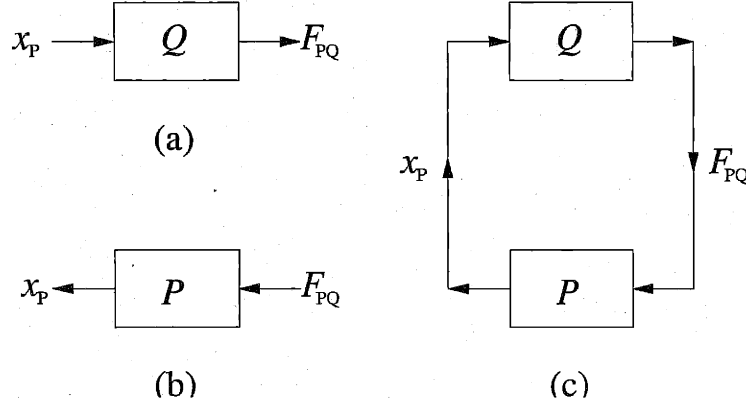 x_P Q F_PQ
(a)
x_P P F_PQ
(b)
Q
x_P F_PQ
P
(c)